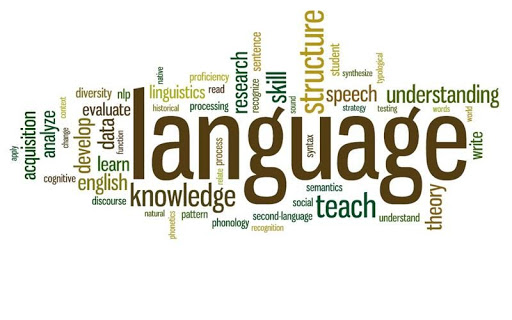 native
sentence
structure
student
synthesize
typological
proficiency
research
recognize
skill
diversity
nlp
linguistics
read
sound
speech
understanding
content
evaluate
historical
processing
strategy
testing
words
world
acquisition
analyze
change
develop
data
function
language
syntax
write
apply
learn
process
relate
cognitive
english
knowledge
semantics
theory
discourse
social
teach
natural
phonetics
pattern
phonology
second-language
recognition
understand